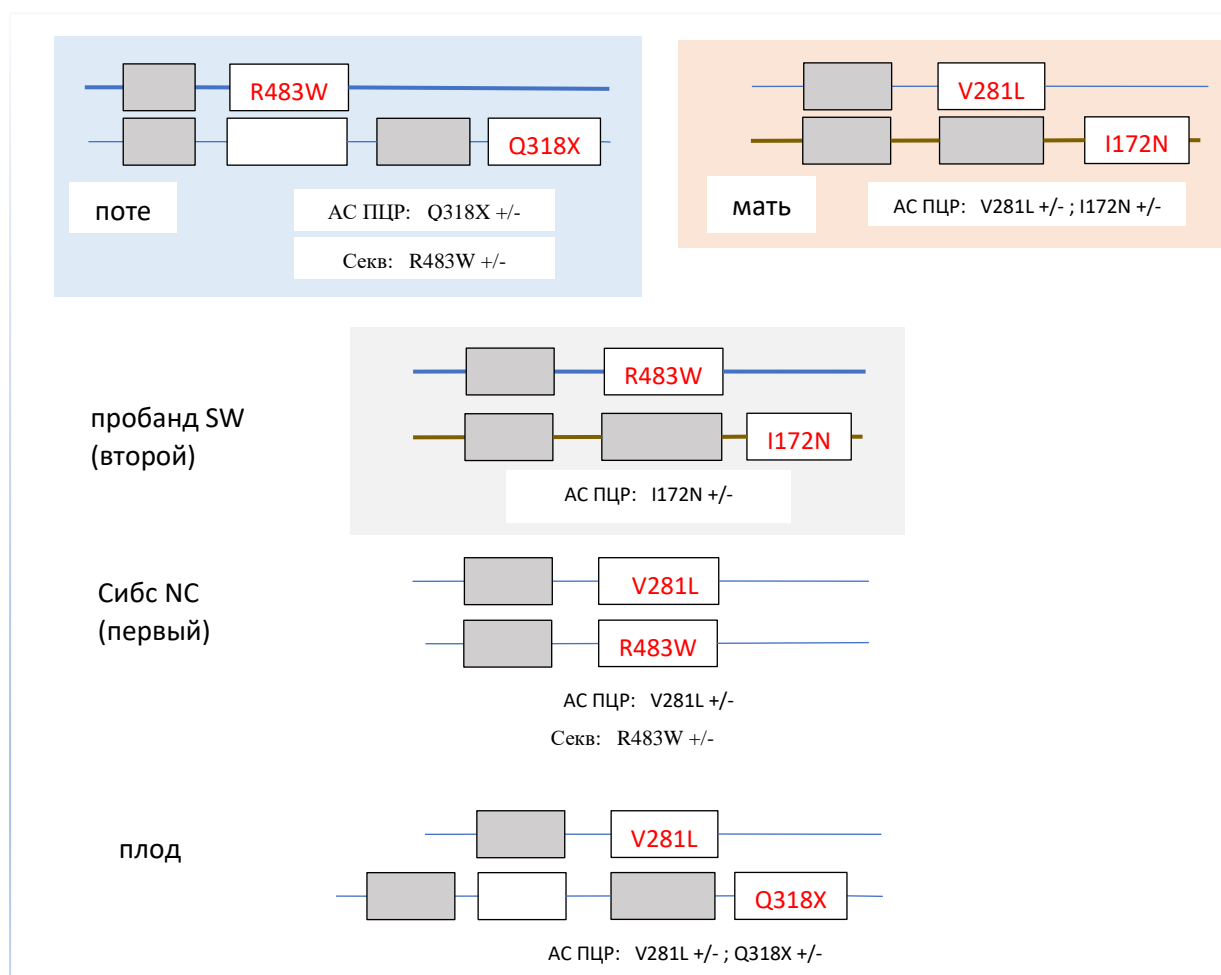 R483W
V281L
Q318X
I172N
поте
АС ПЦР: Q318X +/-
мать
АС ПЦР: V281L +/- ; I172N +/-
Секв: R483W +/-
R483W
пробанд SW
(второй)
I172N
АС ПЦР: I172N +/-
V281L
Сибс NC
(первый)
R483W
АС ПЦР: V281L +/-
Секв: R483W +/-
V281L
плод
Q318X
АС ПЦР: V281L +/- ; Q318X +/-